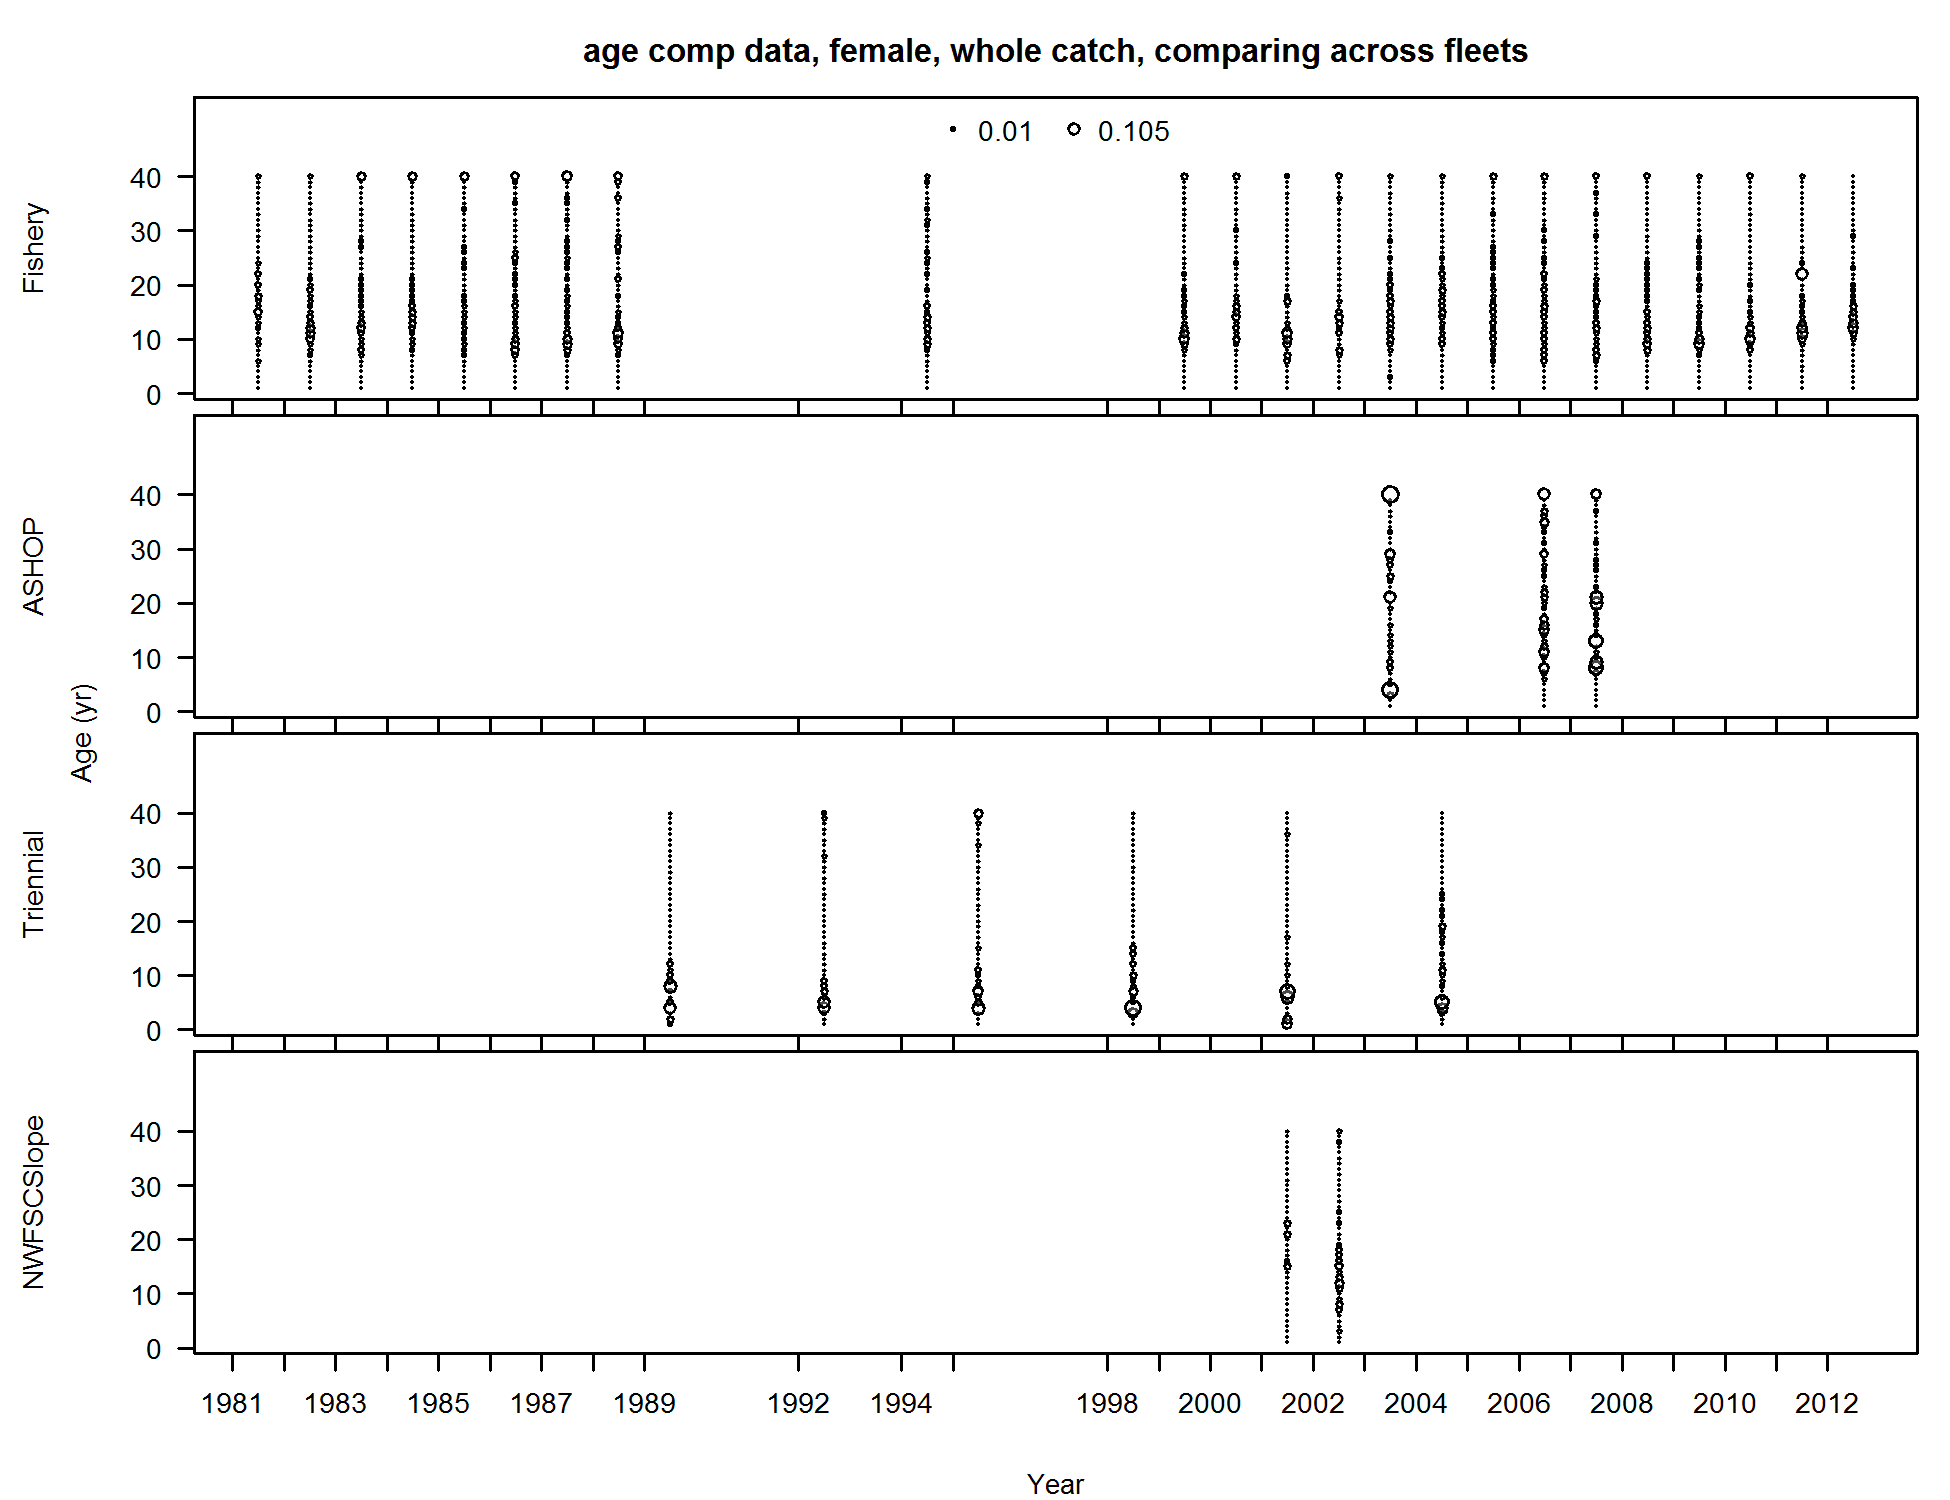 age comp data, female, whole catch, comparing across fleets
0.01 0.105
Fishery
40
30
20
10
0
ASHOP
40
30
20
10
0
Age (yr)
Triennial
40
30
20
10
0
NWFSCSlope
40
30
20
10
0
1981 1983 1985 1987 1989 1992 1994 1998 2000 2002 2004 2006 2008 2010 2012
Year